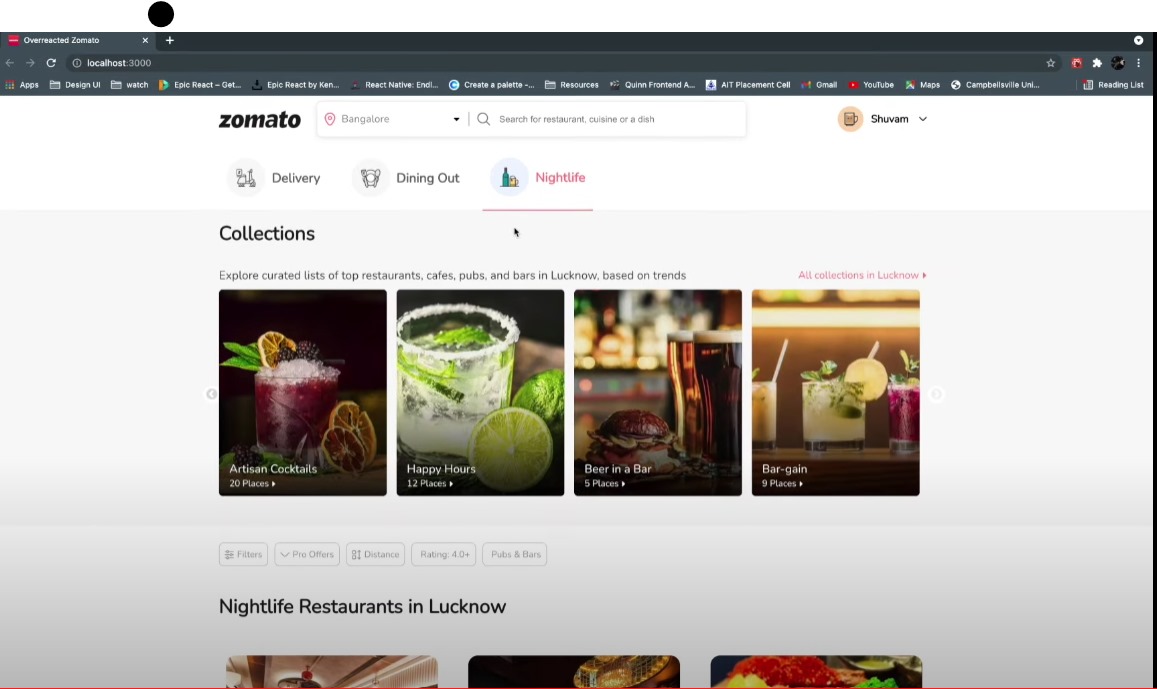 Overreacted Zomato
localhost:3000
Apps Design UI watch Epic React – Get... Epic React by Ken... React Native: Endl... Create a palette -... Resources Quinn Frontend A... AIT Placement Cell Gmail YouTube Maps Campbellsville Uni... Reading List
zomato Bangalore Search for restaurant, cuisine or a dish Shuvam
Delivery Dining Out Nightlife
Collections
Explore curated lists of top restaurants, cafes, pubs, and bars in Lucknow, based on trends All collections in Lucknow
Artisan Cocktails Happy Hours Beer in a Bar Bar-gain
20 Places 12 Places 5 Places 9 Places
Filters Pro Offers Distance Rating: 4.0+ Pubs & Bars
Nightlife Restaurants in Lucknow